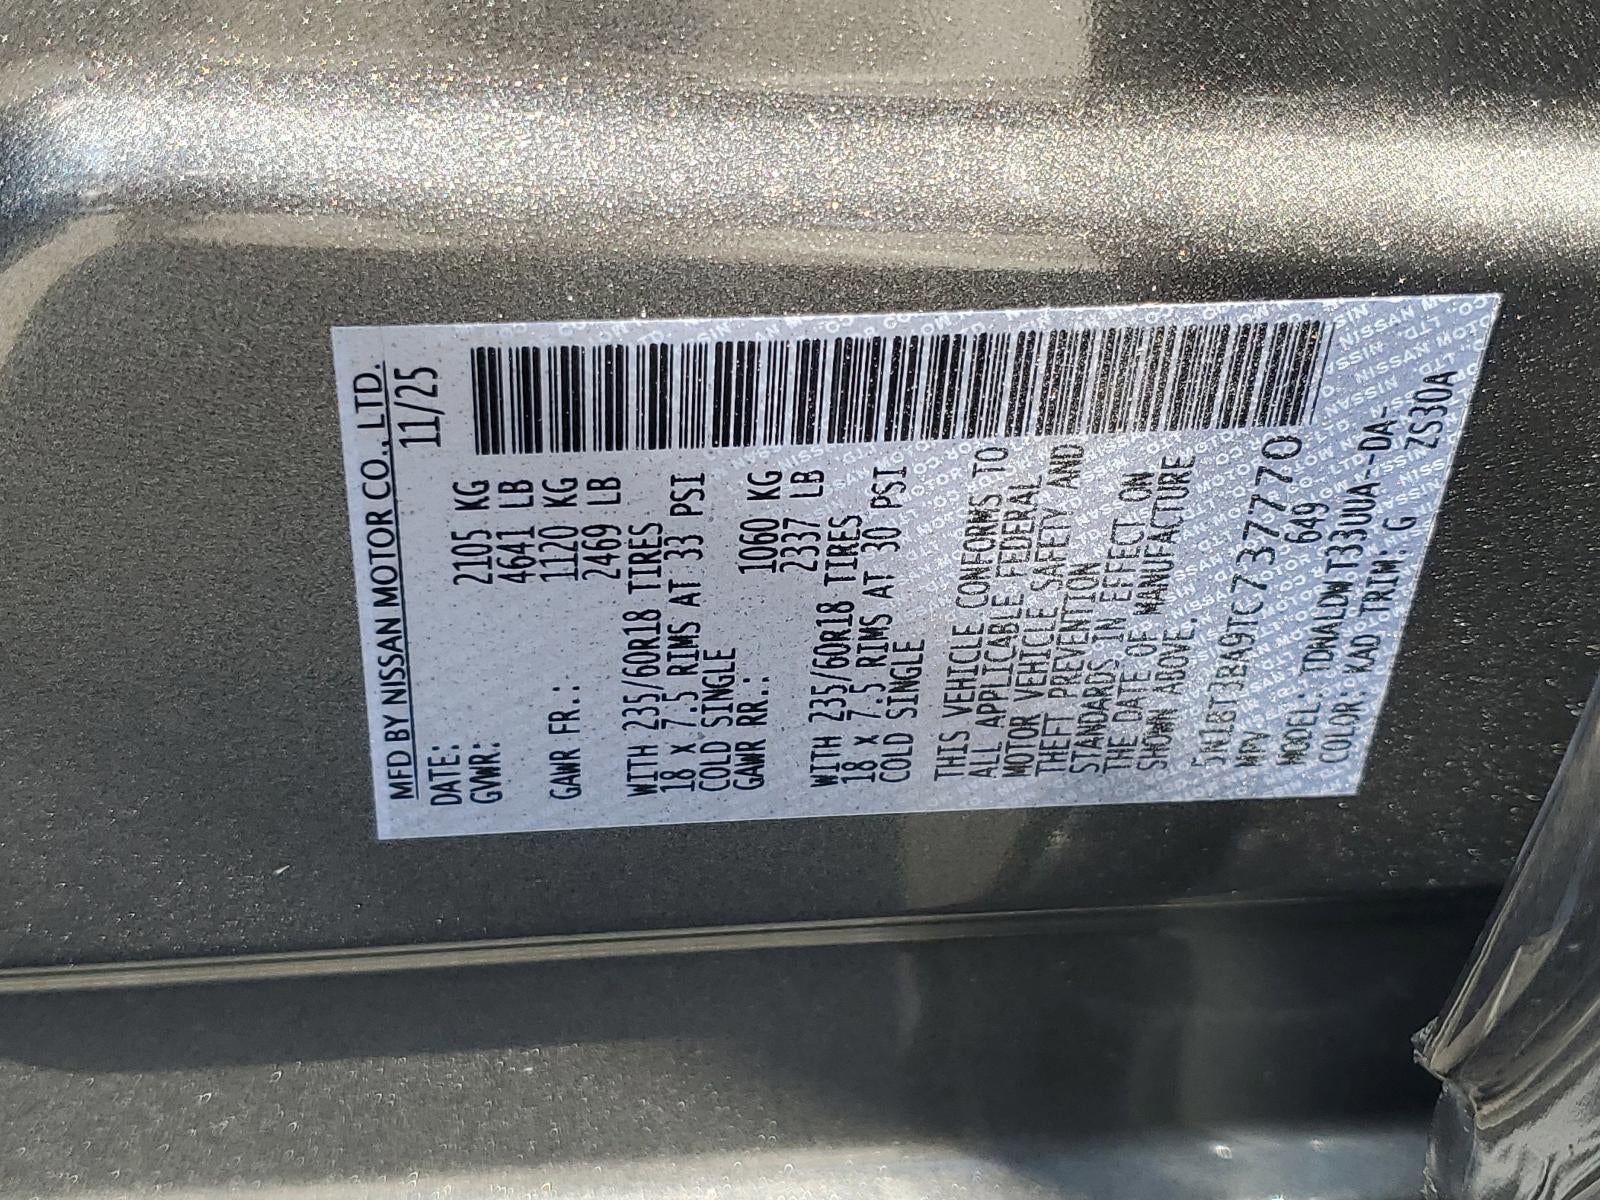 MFD BY NISSAN MOTOR CO., LTD.
DATE: 11/25
GVWR: 2105 KG
4641 LB
GAWR FR.: 1120 KG
2469 LB
WITH 235/60R18 TIRES
18 x 7.5 RIMS AT 33 PSI
COLD SINGLE
GAWR RR.: 1060 KG
2337 LB
WITH 235/60R18 TIRES
18 x 7.5 RIMS AT 30 PSI
COLD SINGLE
THIS VEHICLE CONFORMS TO
ALL APPLICABLE FEDERAL
MOTOR VEHICLE SAFETY AND
THEFT PREVENTION
STANDARDS IN EFFECT ON
THE DATE OF MANUFACTURE
SHOWN ABOVE.
5N1BT3BA9TC737770
MPV 649
MODEL: TDNALDW T33UUA--DA-
COLOR: KAD TRIM: G ZS30A